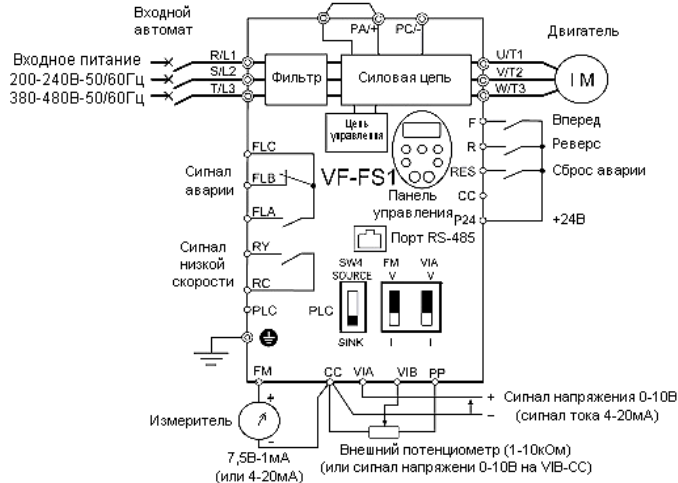 Входной
автомат
PA/+
PC/-
Двигатель
Входное питание
200-240В-50/60Гц
380-480В-50/60Гц
R/L1
S/L2
T/L3
Фильтр
Силовая цепь
U/T1
V/T2
W/T3
I M
Цепь
управления
F
R
RES
CC
P24
Вперед
Реверс
Сброс аварии
+24В
FLC
FLB
FLA
Сигнал
аварии
VF-FS1
Панель
управления
Порт RS-485
RY
RC
PLC
Сигнал
низкой
скорости
SW4
SOURCE
PLC
SINK
FM
V
I
VIA
V
I
FM
CC
VIA
VIB
PP
+
−
Измеритель
7,5В-1мА
(или 4-20мА)
+ Сигнал напряжения 0-10В
− (сигнал тока 4-20мА)
Внешний потенциометр (1-10кОм)
(или сигнал напряжени 0-10В на VIB-CC)